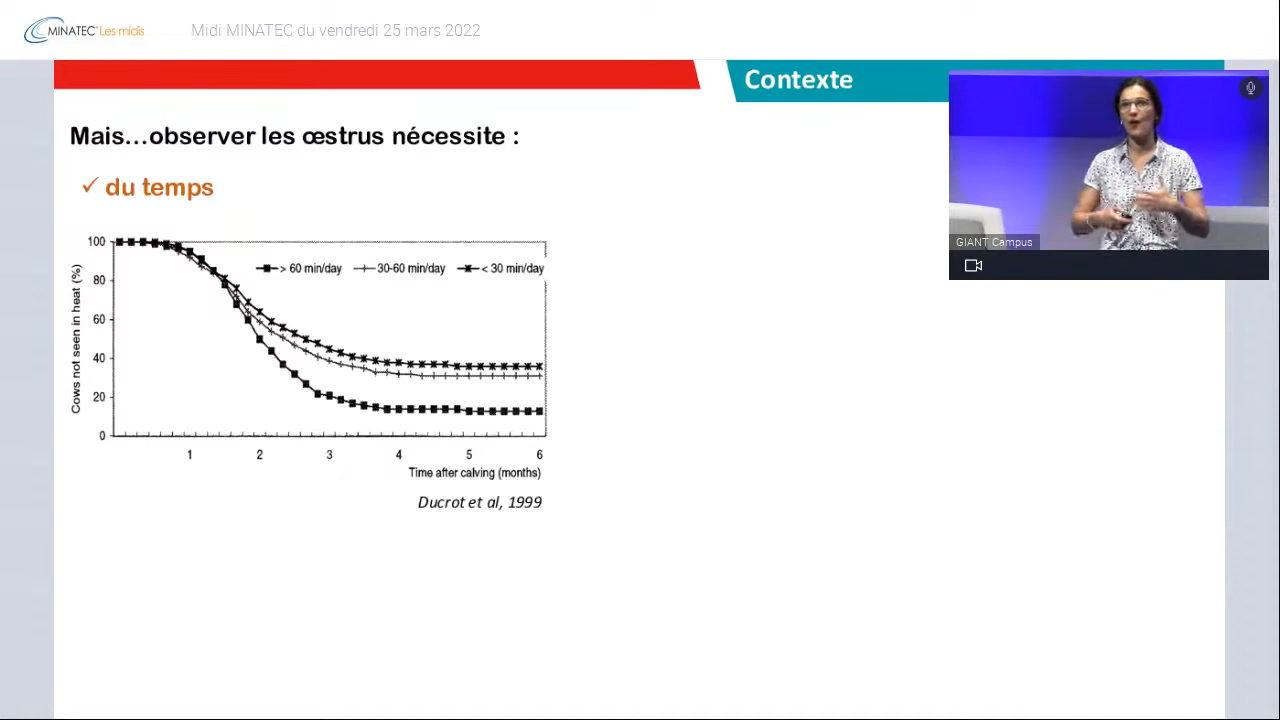 MINATEC Les midis
Midi MINATEC du vendredi 25 mars 2022
Contexte
GIANT Campus
Mais...observer les œstrus nécessite :
✓ du temps
Cows not seen in heat (%)
100
80
60
40
20
0
> 60 min/day 30-60 min/day < 30 min/day
1 2 3 4 5 6
Time after calving (months)
Ducrot et al, 1999